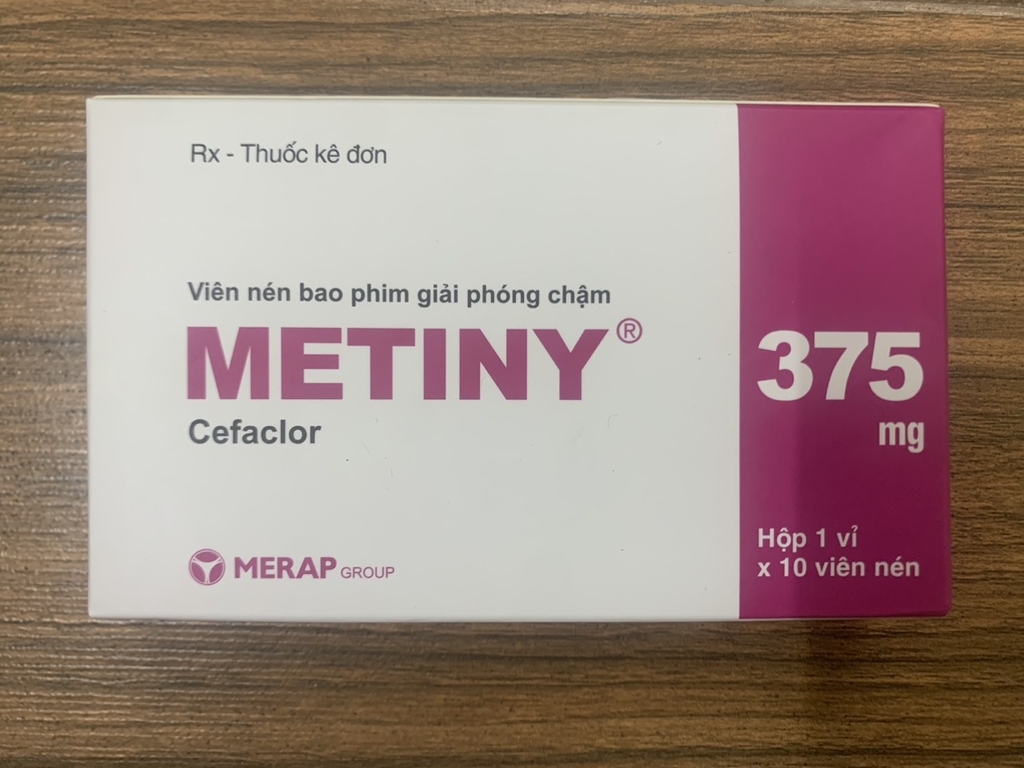 Rx - Thuốc kê đơn
Viên nén bao phim giải phóng chậm
METINY®
Cefaclor
375
mg
MERAP GROUP
Hộp 1 vỉ
x 10 viên nén